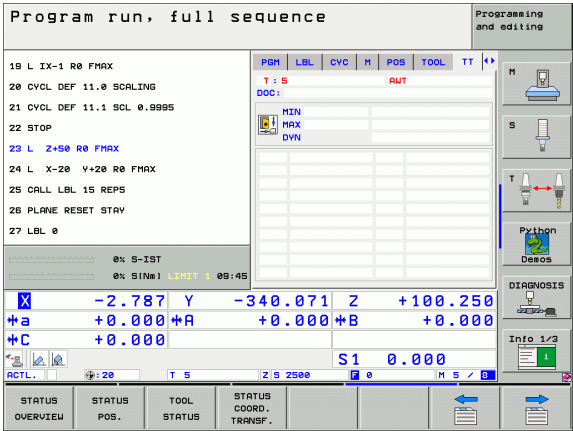 Program run, full sequence
Programming
and editing
19 L IX-1 R0 FMAX
20 CYCL DEF 11.0 SCALING
21 CYCL DEF 11.1 SCL 0.9995
22 STOP
23 L Z+50 R0 FMAX
24 L X-20 Y+20 R0 FMAX
25 CALL LBL 15 REP5
26 PLANE RESET STAY
27 LBL 0
0% S-IST
0% S[Nm] LIMIT 1 09:45
PGM LBL CYC M POS TOOL TT
T : 5 AWT
DOC:
MIN
MAX
DYN
X -2.787 Y -340.071 Z +100.250
a +0.000 A +0.000 B +0.000
C +0.000
S1 0.000
ACTL. : 20 T 5 Z S 2500 F 0 M 5 / 8
M
S
T
Python
Demos
DIAGNOSIS
Info 1/3
1
STATUS
OVERVIEW
STATUS
POS.
TOOL
STATUS
STATUS
COORD.
TRANSF.